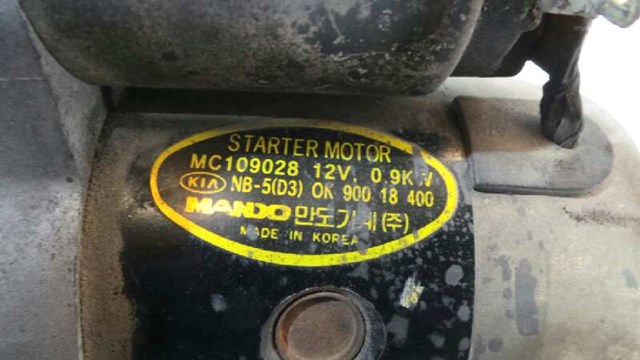 STARTER MOTOR
MC109028 12V. 0.9KW
KIA NB-5(D3) OK 900 18 400
MANDO 만도기계(주)
MADE IN KOREA